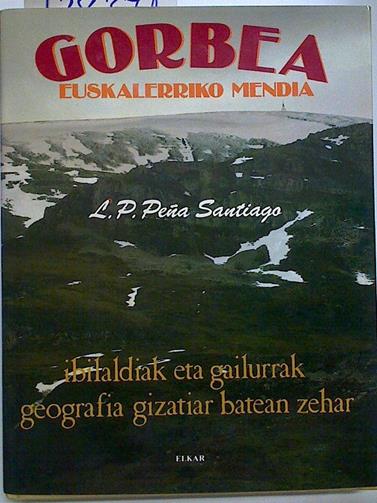 GORBEA
EUSKALERRIKO MENDIA
L. P. Peña Santiago
ibilaldiak eta gailurrak
geografia gizatiar batean zehar
ELKAR